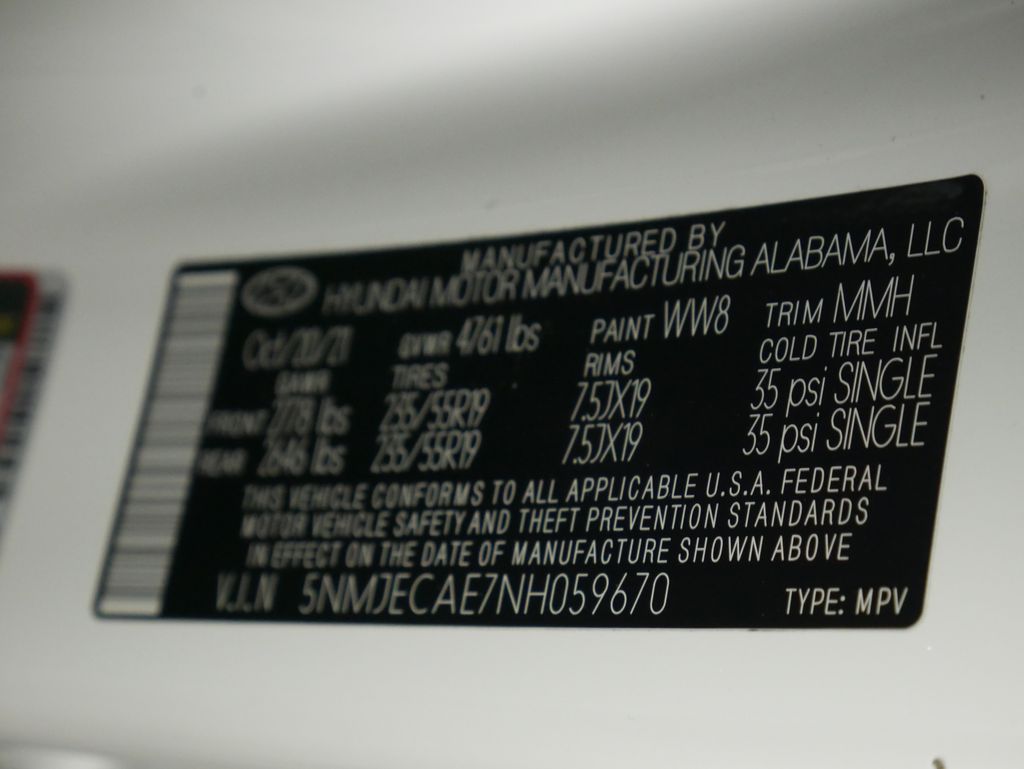 MANUFACTURED BY
HYUNDAI MOTOR MANUFACTURING ALABAMA, LLC
Oct/20/21 GVWR 4761 lbs PAINT WW8 TRIM MMH
GAWR TIRES RIMS COLD TIRE INFL
FRONT 2778 lbs 235/55R19 7.5JX19 35 psi SINGLE
REAR 2646 lbs 235/55R19 7.5JX19 35 psi SINGLE
THIS VEHICLE CONFORMS TO ALL APPLICABLE U.S.A. FEDERAL
MOTOR VEHICLE SAFETY AND THEFT PREVENTION STANDARDS
IN EFFECT ON THE DATE OF MANUFACTURE SHOWN ABOVE
V.I.N 5NMJECAE7NH059670 TYPE: MPV